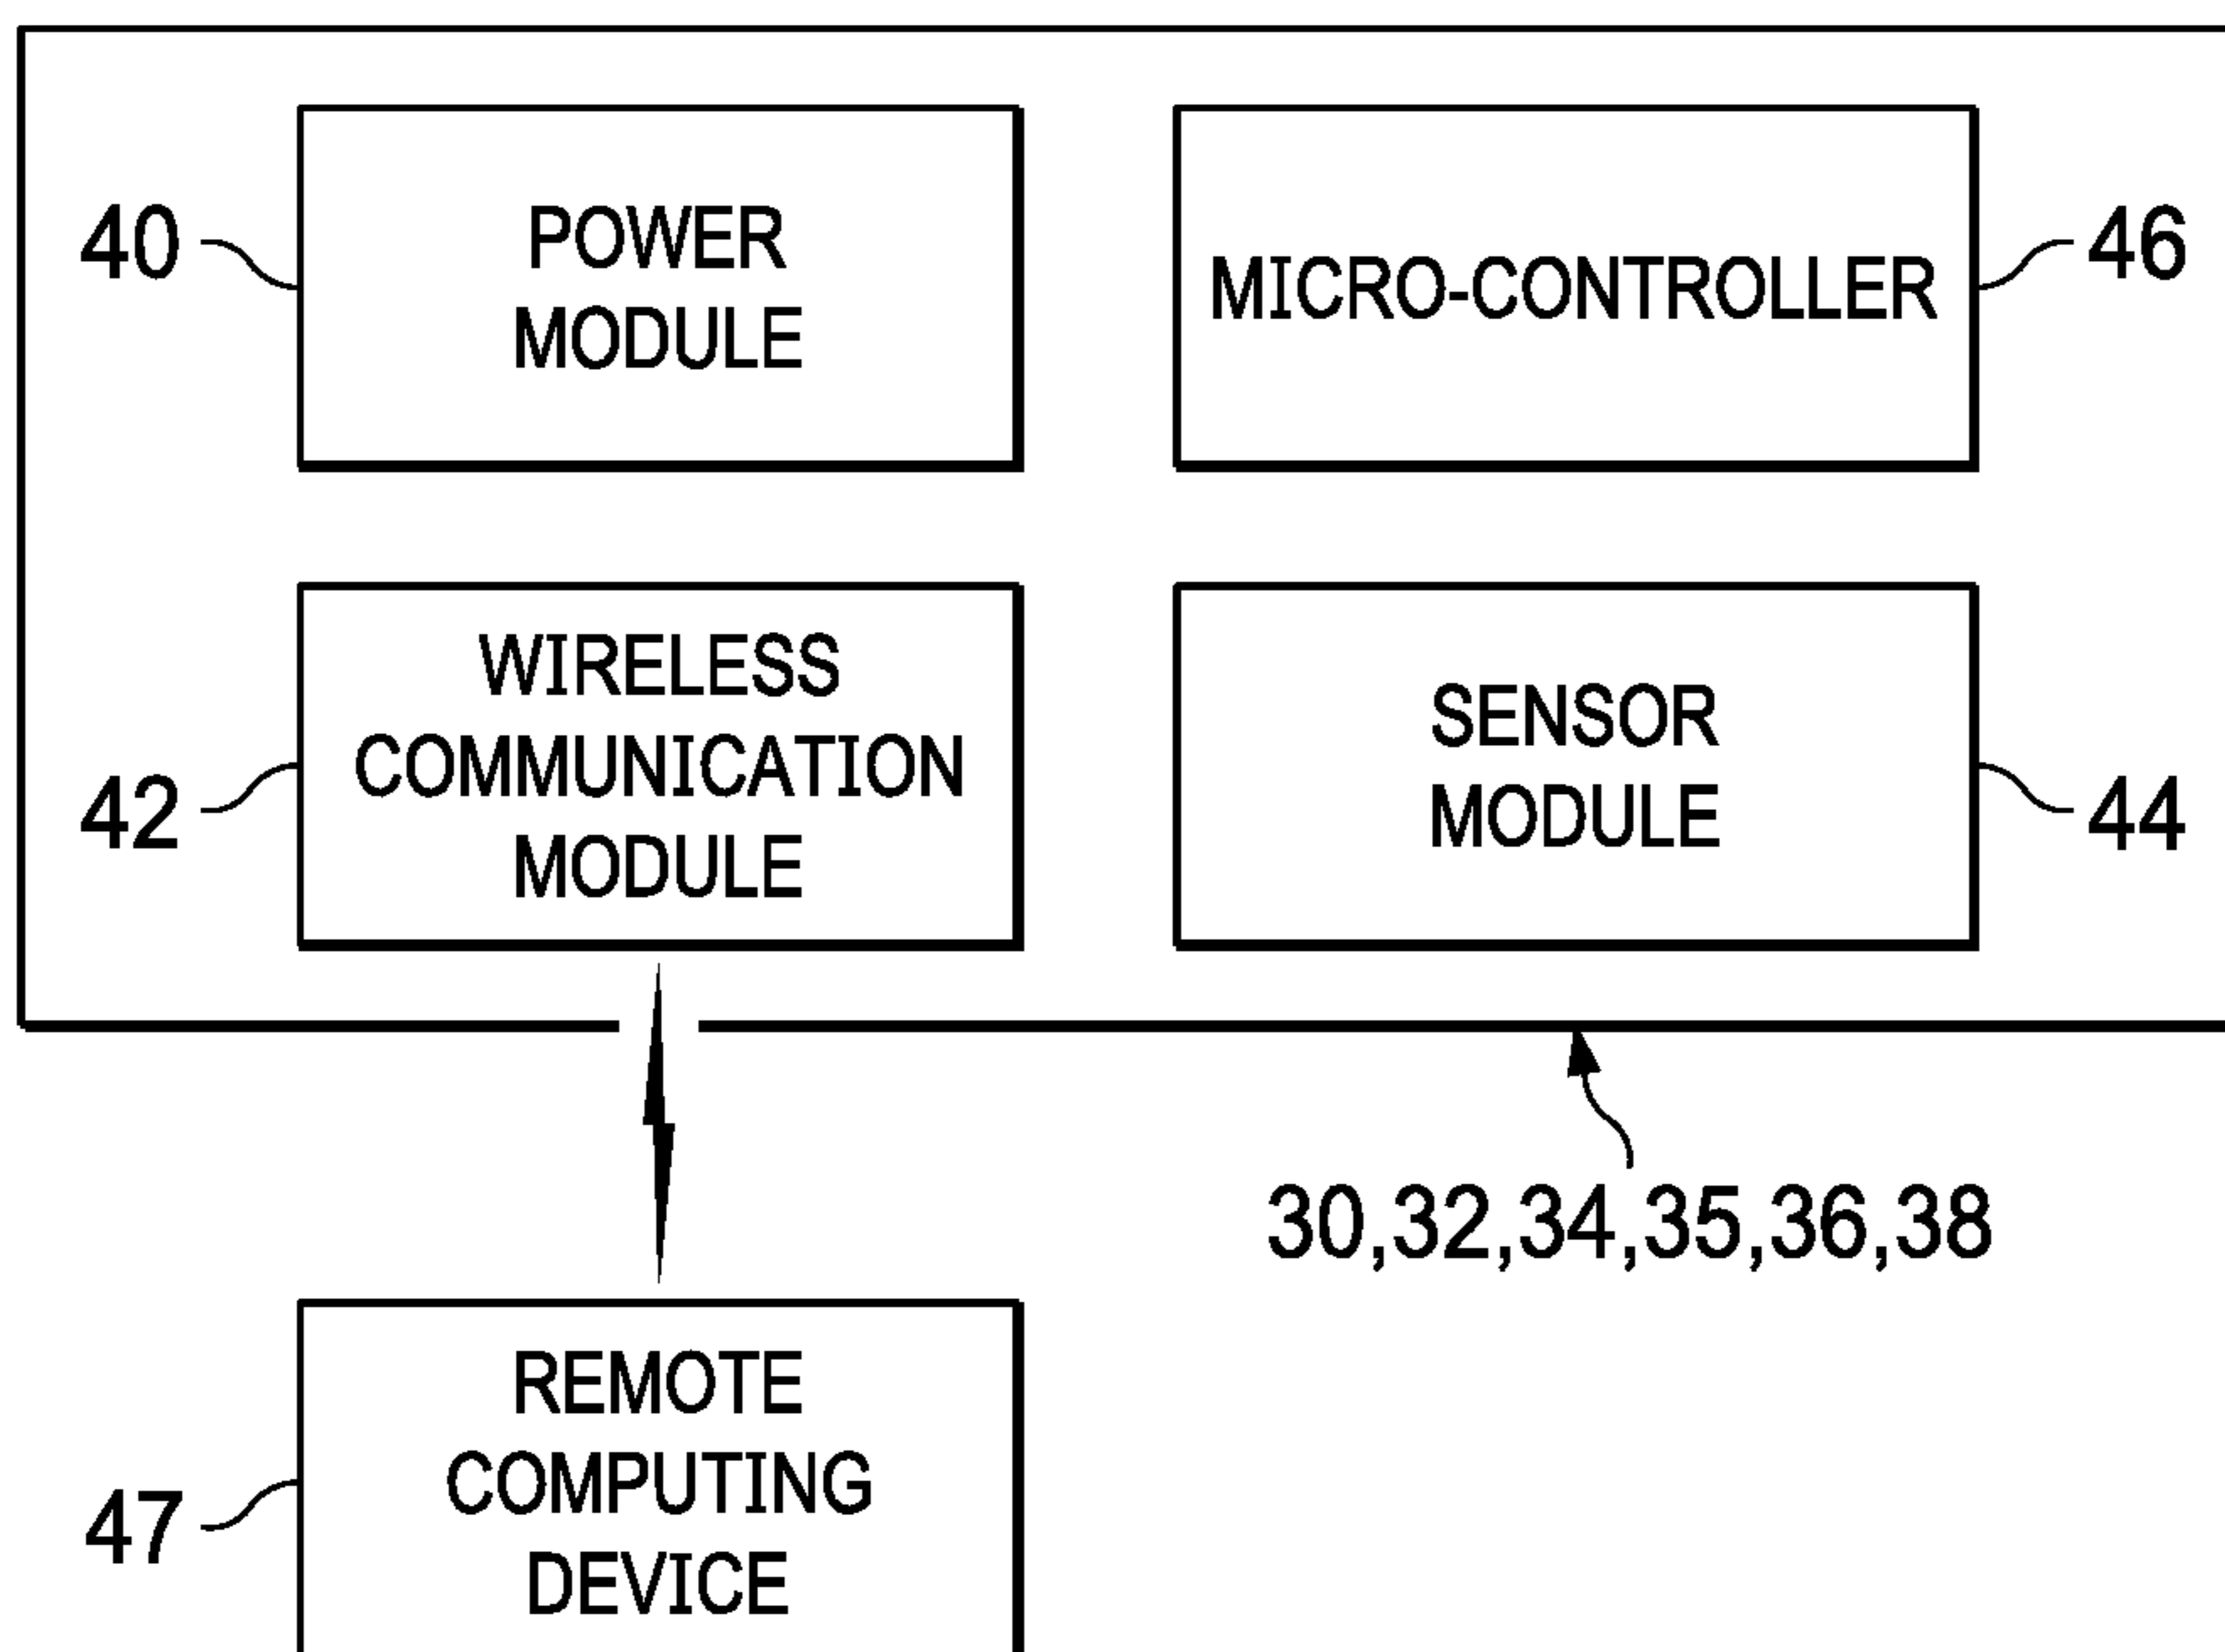 40
POWER
MODULE
MICRO-CONTROLLER
46
42
WIRELESS
COMMUNICATION
MODULE
SENSOR
MODULE
44
30,32,34,35,36,38
47
REMOTE
COMPUTING
DEVICE